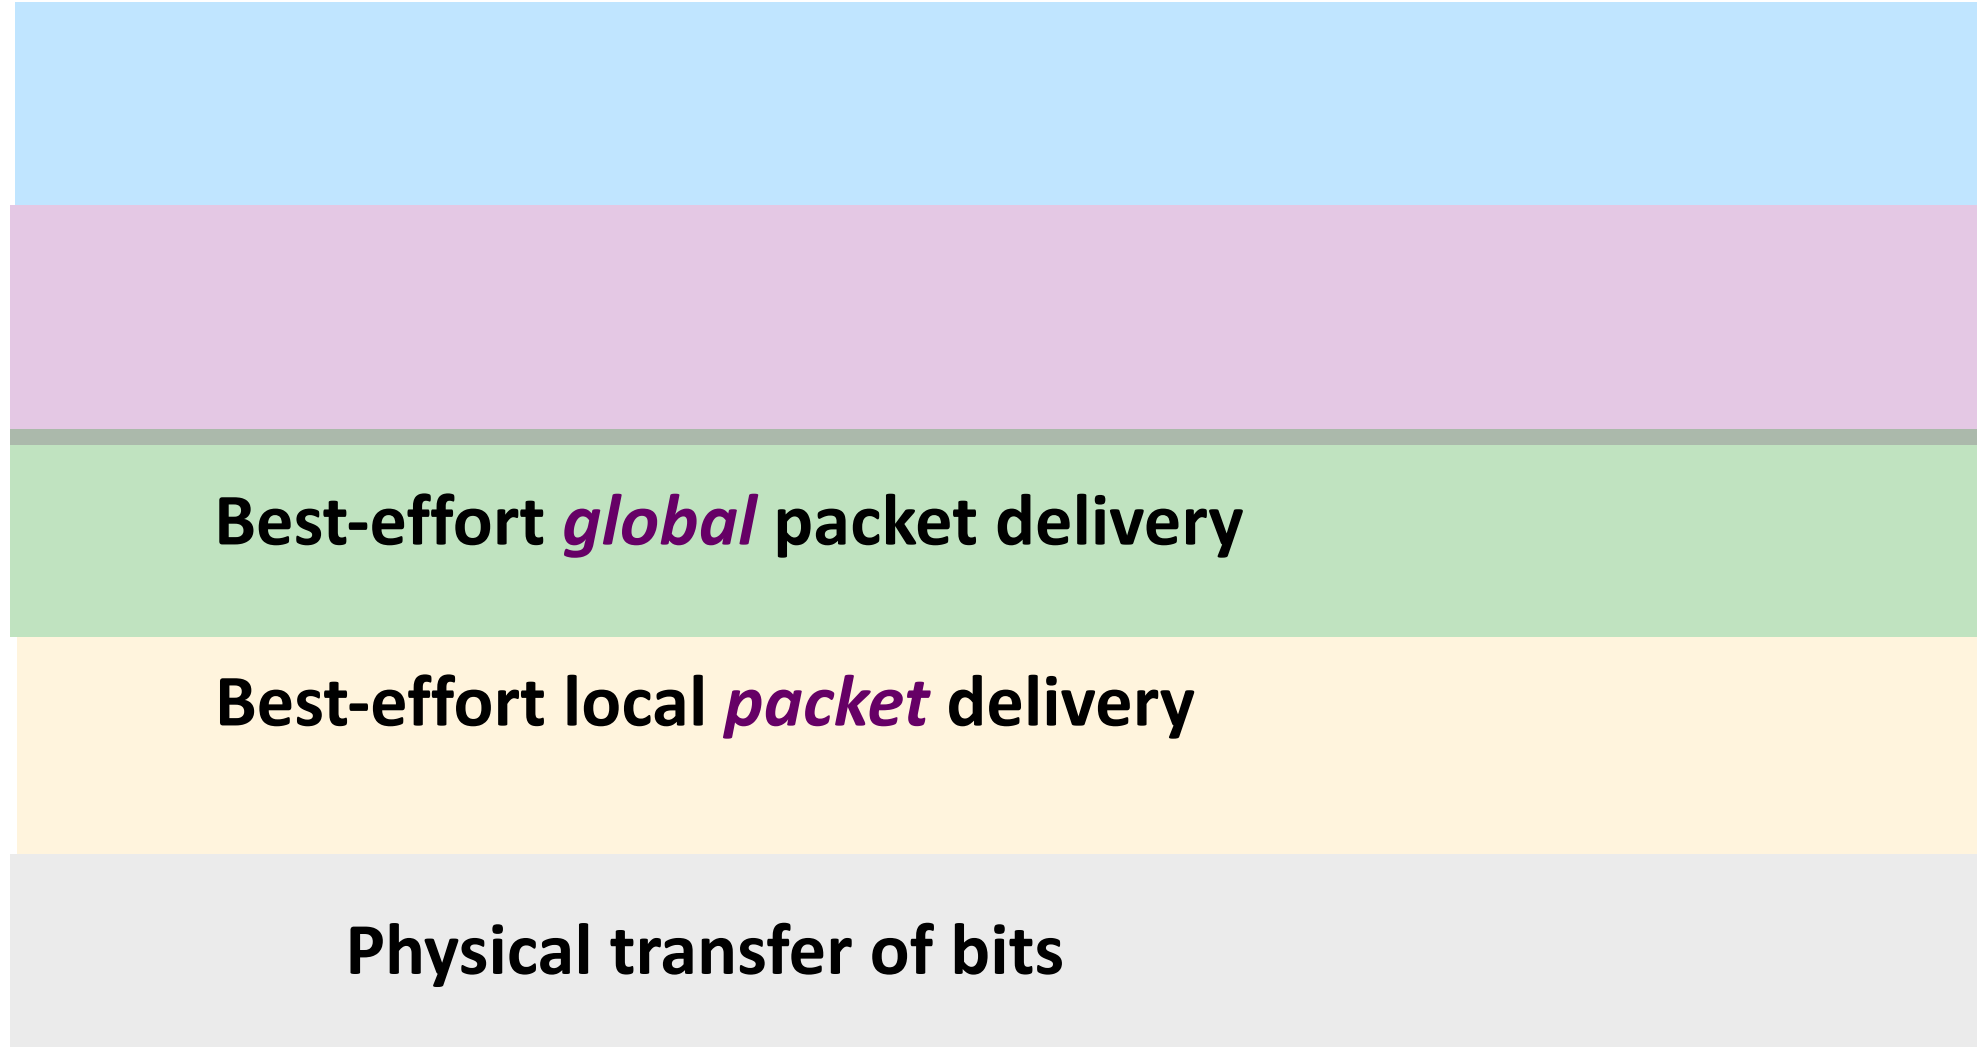 Best-effort global packet delivery
Best-effort local packet delivery
Physical transfer of bits